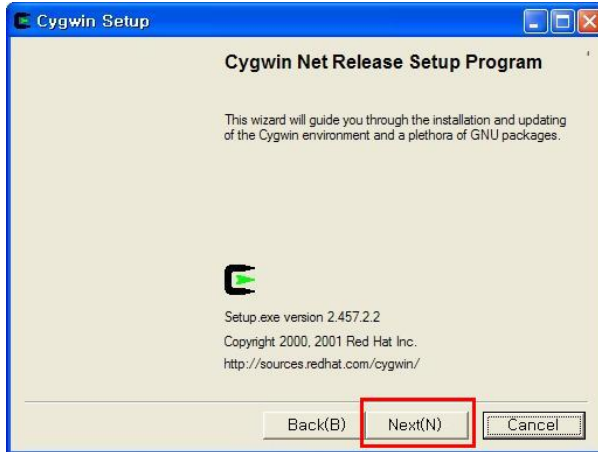 Cygwin Setup
Cygwin Net Release Setup Program
This wizard will guide you through the installation and updating
of the Cygwin environment and a plethora of GNU packages.
Setup.exe version 2.457.2.2
Copyright 2000, 2001 Red Hat Inc.
http://sources.redhat.com/cygwin/
Back(B) Next(N) Cancel